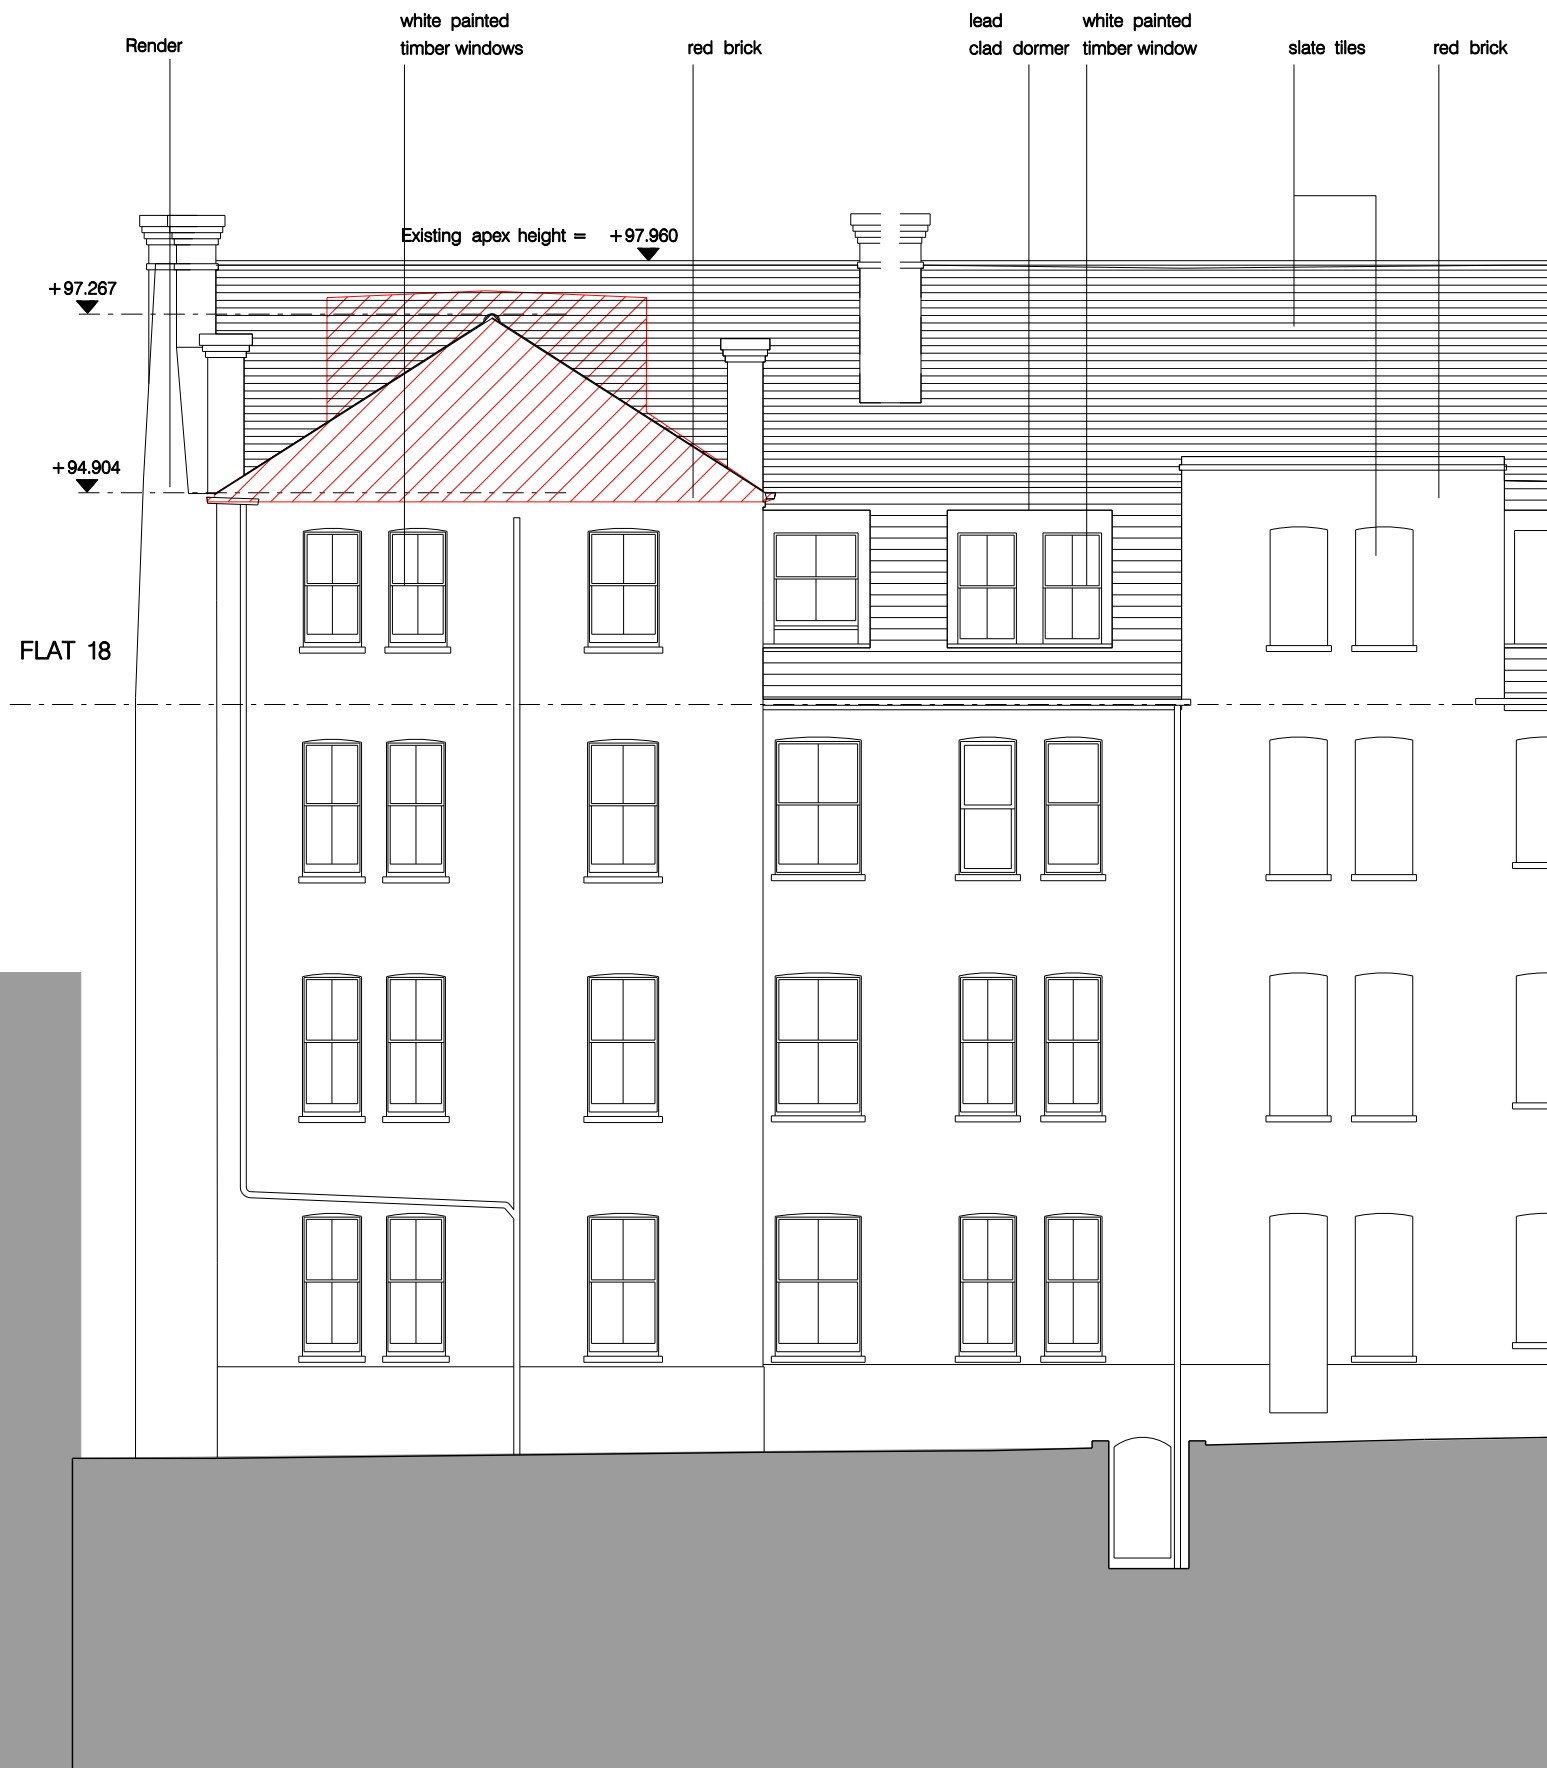 Render
white painted
timber windows
red brick
lead
clad dormer
white painted
timber window
slate tiles
red brick
Existing apex height = +97.960
+97.267
+94.904
FLAT 18